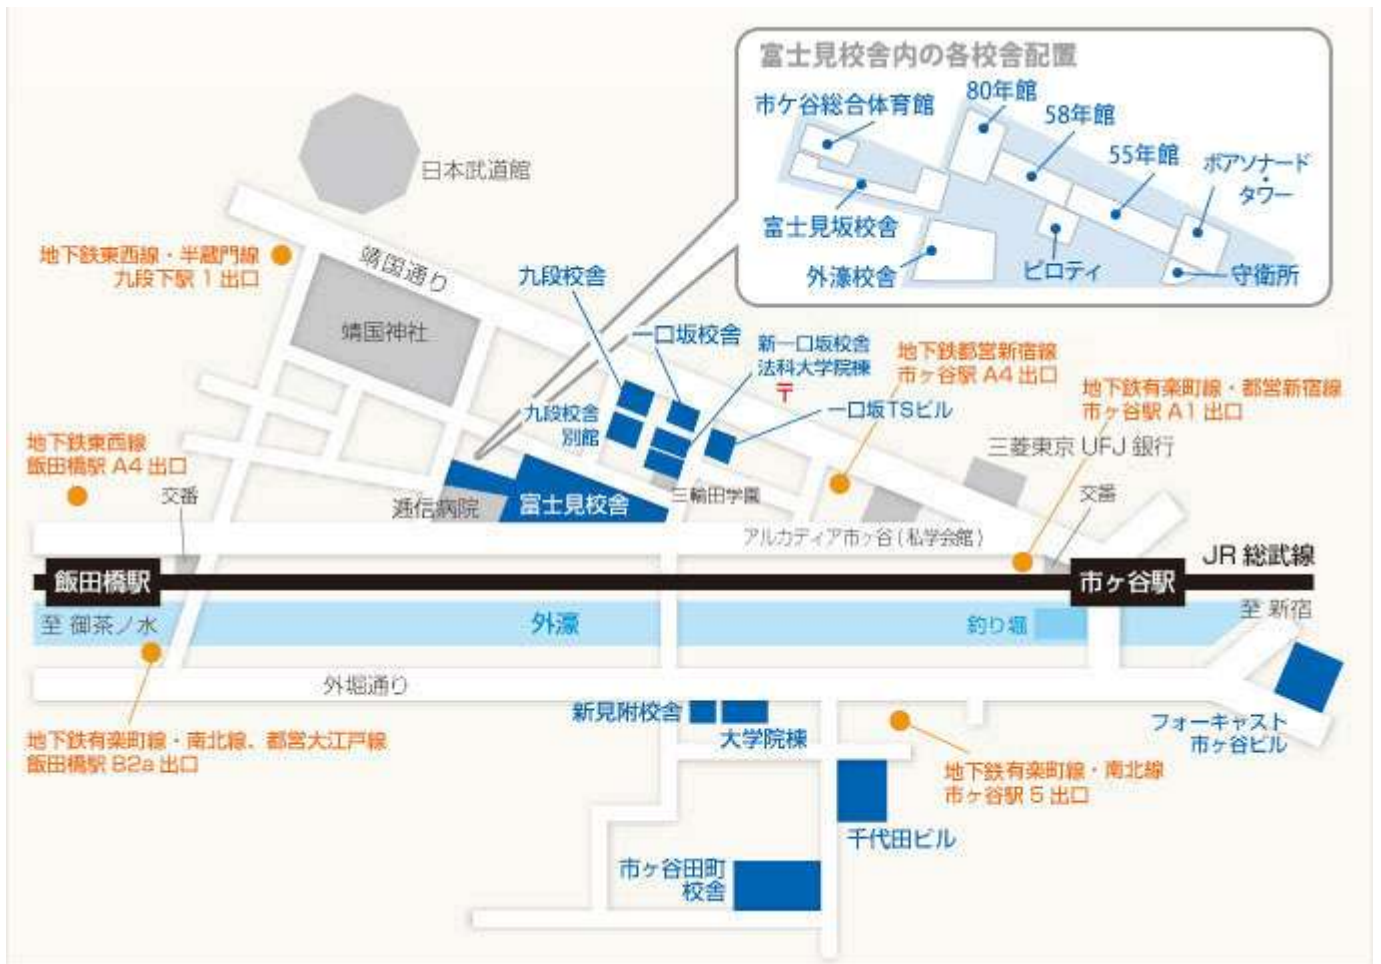 富士見校舎内の各校舎配置
市ケ谷総合体育館
80年館
58年館
55年館
ボアソナード
・
タワー
富士見坂校舎
外濠校舎
ピロティ
守衛所
日本武道館
地下鉄東西線・半蔵門線
九段下駅 1 出口
靖国通り
九段校舎
靖国神社
一口坂校舎
新一口坂校舎
法科大学院棟
〒
地下鉄都営新宿線
市ヶ谷駅 A4 出口
地下鉄有楽町線・都営新宿線
市ヶ谷駅 A1 出口
九段校舎
別館
一口坂TSビル
三菱東京 UFJ 銀行
地下鉄東西線
飯田橋駅 A4 出口
交番
逓信病院
富士見校舎
三輪田学園
交番
アルカディア市ヶ谷(私学会館)
JR 総武線
飯田橋駅
市ヶ谷駅
至 御茶ノ水
外濠
釣り堀
至 新宿
外堀通り
新見附校舎
大学院棟
フォーキャスト
市ヶ谷ビル
地下鉄有楽町線・南北線、都営大江戸線
飯田橋駅 B2a 出口
地下鉄有楽町線・南北線
市ヶ谷駅 5 出口
千代田ビル
市ヶ谷田町
校舎